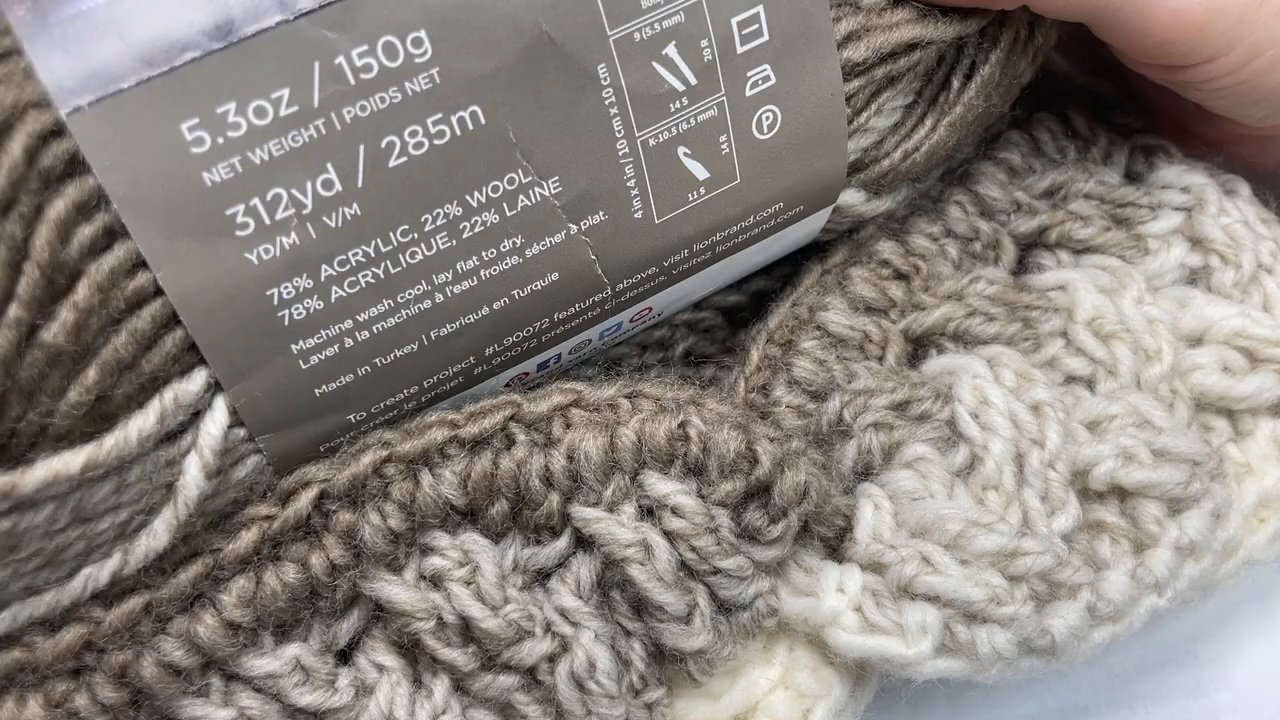 5.3oz / 150g
NET WEIGHT | POIDS NET
312yd / 285m
YD/M | V/M
78% ACRYLIC, 22% WOOL
78% ACRYLIQUE, 22% LAINE
Machine wash cool, lay flat to dry.
Laver à la machine à l'eau froide, sécher à plat.
Made in Turkey | Fabriqué en Turquie
To create project #L90072 featured above, visit lionbrand.com
Pour créer le projet #L90072 présenté ci-dessus, visitez lionbrand.com
4 in x 4 in / 10 cm x 10 cm
9 (5.5 mm)
20 R
14 S
K-10.5 (6.5 mm)
14R
11 S
P